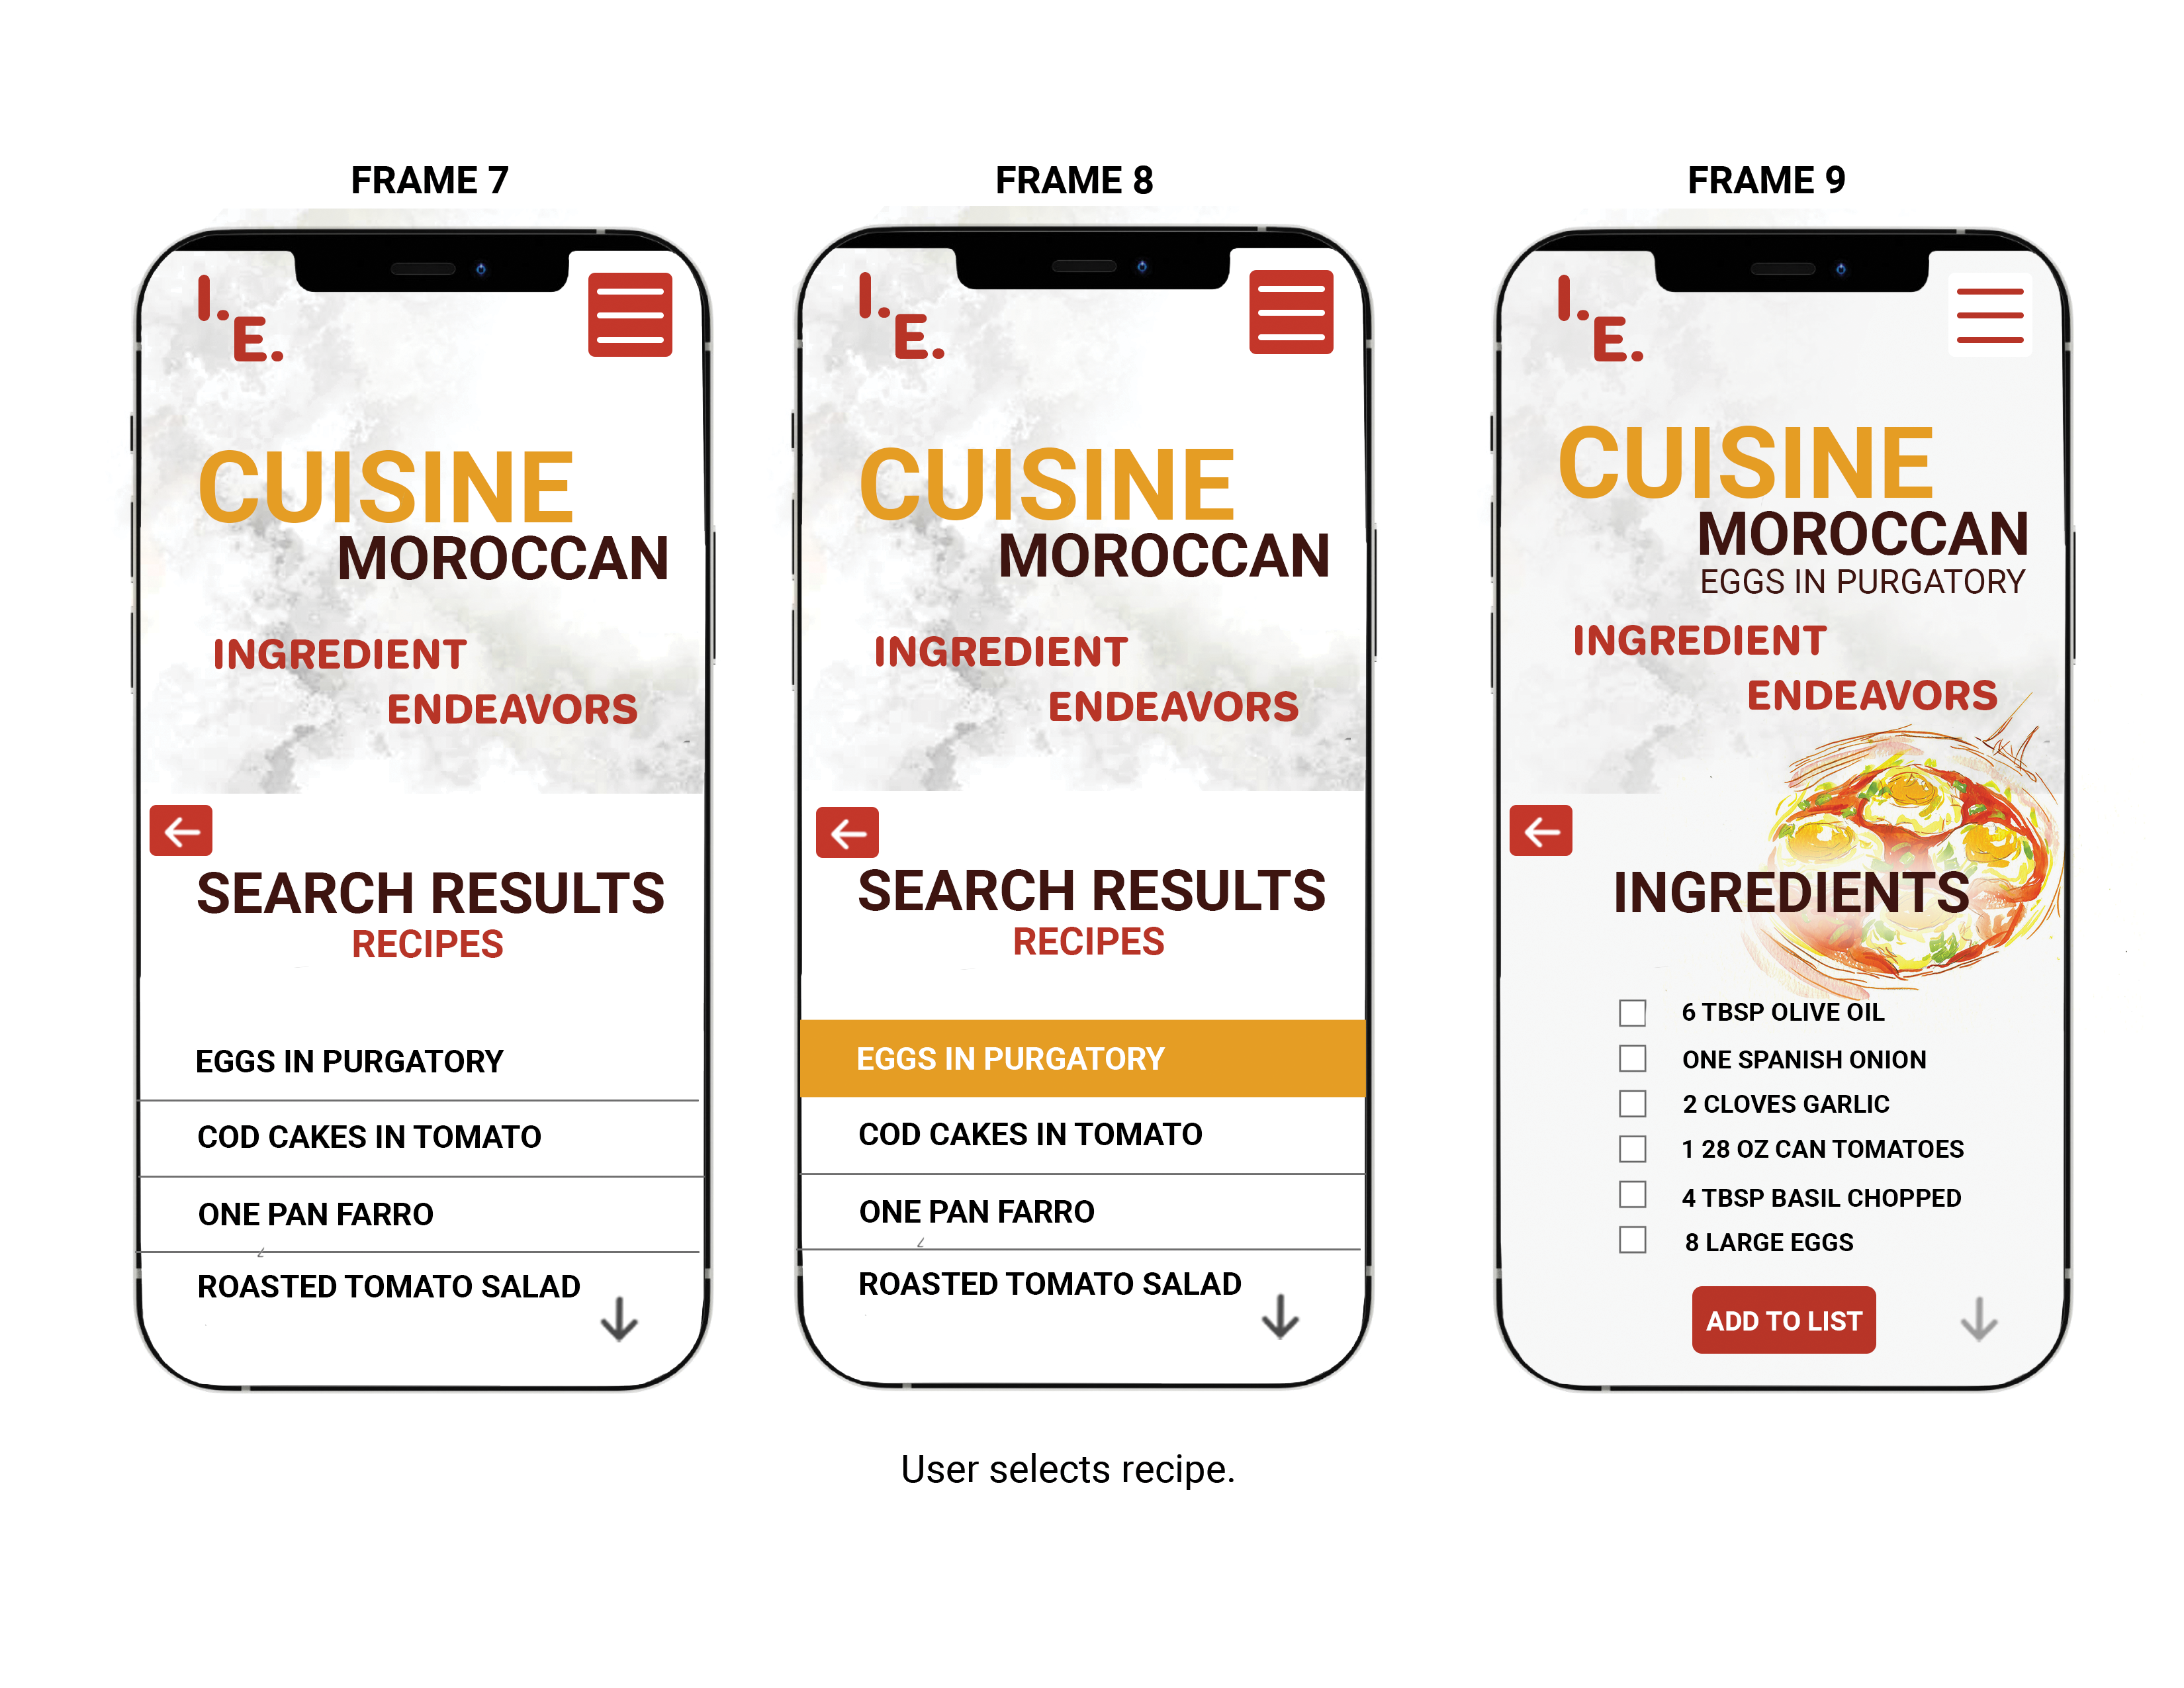 FRAME 7
I.
E.
CUISINE
MOROCCAN
INGREDIENT
ENDEAVORS
SEARCH RESULTS
RECIPES
EGGS IN PURGATORY
COD CAKES IN TOMATO
ONE PAN FARRO
ROASTED TOMATO SALAD
FRAME 8
I.
E.
CUISINE
MOROCCAN
INGREDIENT
ENDEAVORS
SEARCH RESULTS
RECIPES
EGGS IN PURGATORY
COD CAKES IN TOMATO
ONE PAN FARRO
ROASTED TOMATO SALAD
User selects recipe.
FRAME 9
I.
E.
CUISINE
MOROCCAN
EGGS IN PURGATORY
INGREDIENT
ENDEAVORS
INGREDIENTS
6 TBSP OLIVE OIL
ONE SPANISH ONION
2 CLOVES GARLIC
1 28 OZ CAN TOMATOES
4 TBSP BASIL CHOPPED
8 LARGE EGGS
ADD TO LIST